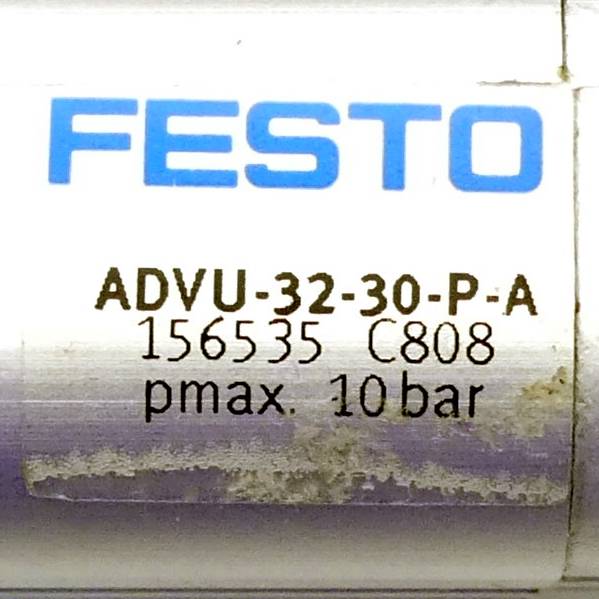 FESTO
ADVU-32-30-P-A
156535 C808
pmax. 10 bar